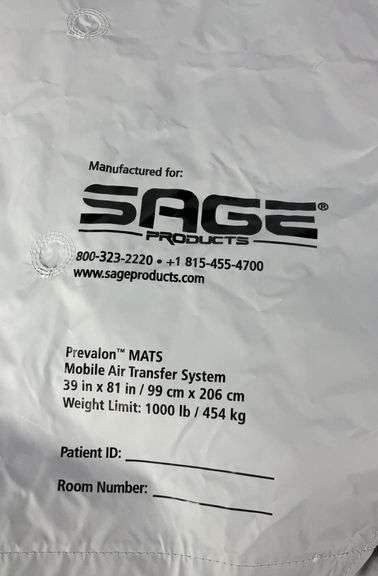 Manufactured for:
SAGE®
PRODUCTS
800-323-2220 • +1 815-455-4700
www.sageproducts.com
Prevalon™ MATS
Mobile Air Transfer System
39 in x 81 in / 99 cm x 206 cm
Weight Limit: 1000 lb / 454 kg
Patient ID:
Room Number: